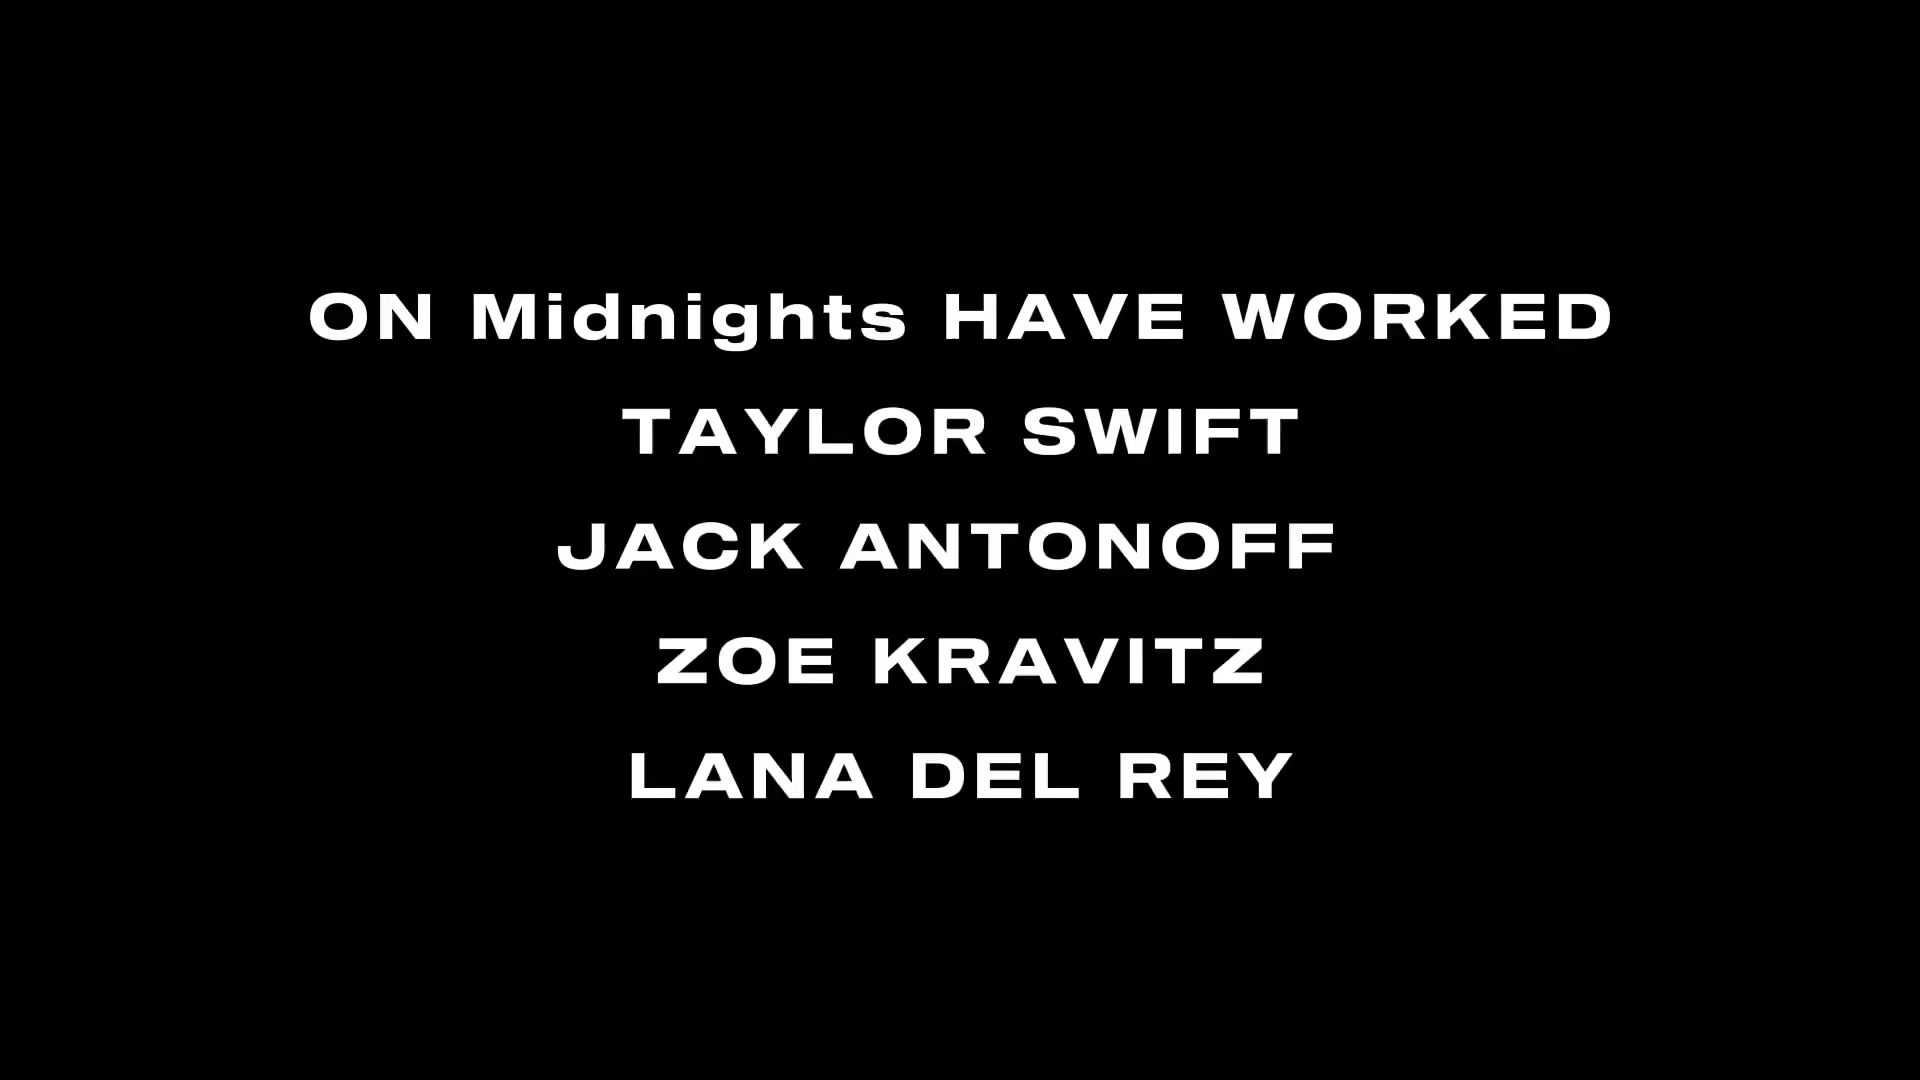 ON Midnights HAVE WORKED
TAYLOR SWIFT
JACK ANTONOFF
ZOE KRAVITZ
LANA DEL REY